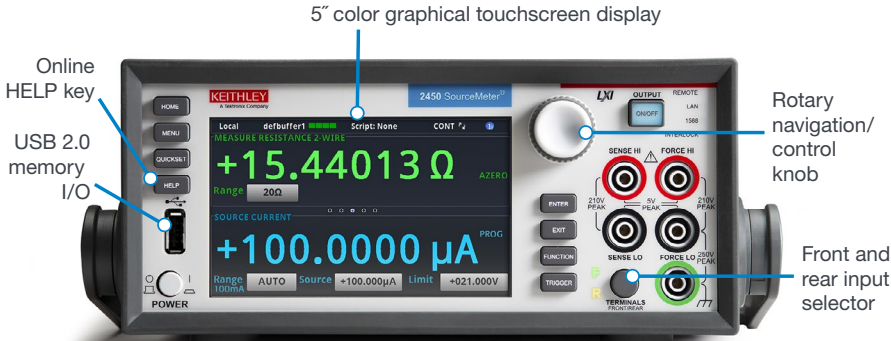 5″ color graphical touchscreen display
Online
HELP key
USB 2.0
memory
I/O
HOME
MENU
QUICKSET
HELP
POWER
KEITHLEY
A Tektronix Company
2450 SourceMeter
Local defbuffer1 Script: None CONT
MEASURE RESISTANCE 2-WIRE
+15.44013 Ω
AZERO
Range 20Ω
SOURCE CURRENT
+100.0000 µA
PROG
Range AUTO Source +100.000µA Limit +021.000V
100mA
LXI
OUTPUT
ON/OFF
REMOTE
LAN
1588
INTERLOCK
SENSE HI
FORCE HI
210V
PEAK
5V
PEAK
210V
PEAK
SENSE LO
FORCE LO
250V
PEAK
ENTER
EXIT
FUNCTION
TRIGGER
F
R
TERMINALS
FRONT/REAR
Rotary
navigation/
control
knob
Front and
rear input
selector